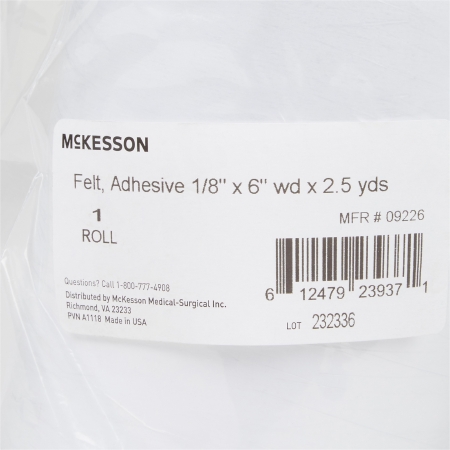 McKESSON
Felt, Adhesive 1/8" x 6" wd x 2.5 yds
1
MFR # 09226
ROLL
Questions? Call 1-800-777-4908
Distributed by McKesson Medical-Surgical Inc.
Richmond, VA 23233
PVN A1118 Made in USA
6 12479 23937 1
LOT 232336